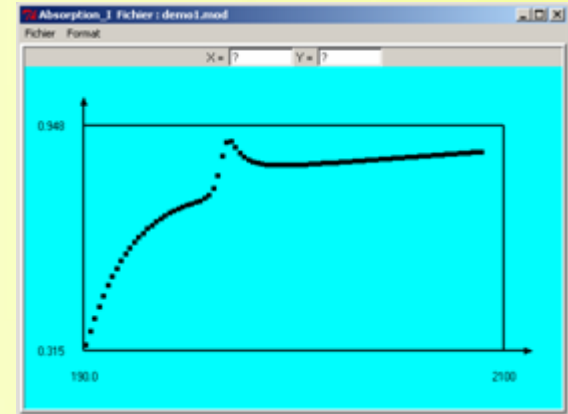 Absorption_1 Fichier : demo1.mod
Fichier Format
X = ? Y = ?
0.948
0.315
190.0 2100